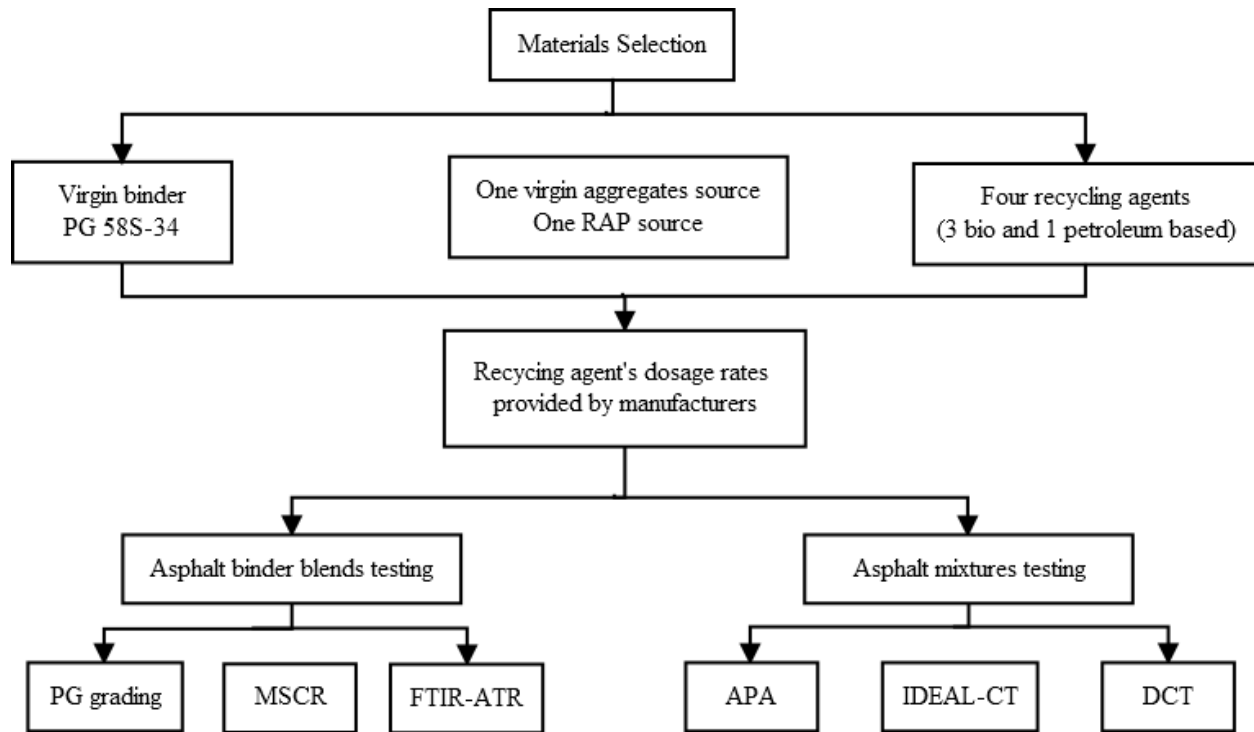 Materials Selection
Virgin binder
PG 58S-34
One virgin aggregates source
One RAP source
Four recycling agents
(3 bio and 1 petroleum based)
Recycing agent's dosage rates
provided by manufacturers
Asphalt binder blends testing
Asphalt mixtures testing
PG grading
MSCR
FTIR-ATR
APA
IDEAL-CT
DCT